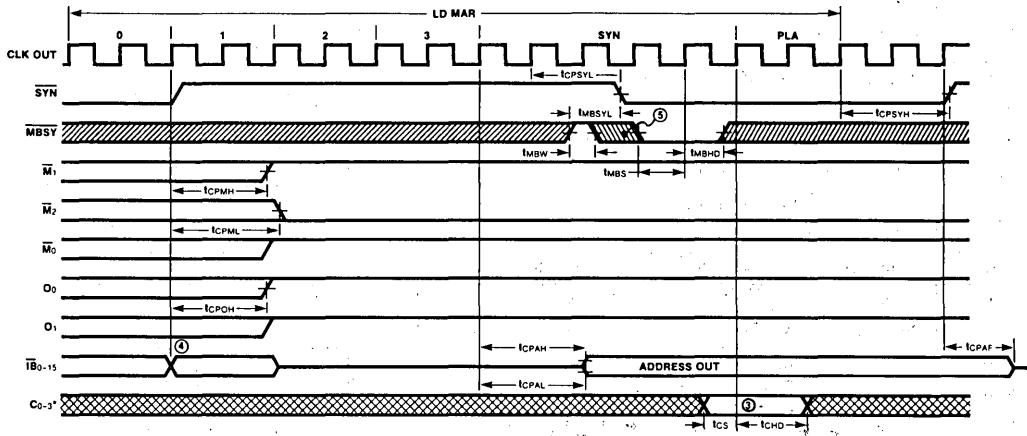 LD MAR
0 1 2 3 SYN PLA
CLK OUT
tCPSYL
SYN
tMBSYL
⑤
tCPSYH
MBSY
tMBW
tMBHD
tMBS
M1
tCPMH
M2
tCPML
M0
O0
tCPOH
O1
④
tCPAH
tCPAF
IB0-15
ADDRESS OUT
tCPAL
C0-3*
③
tCS
tCHD